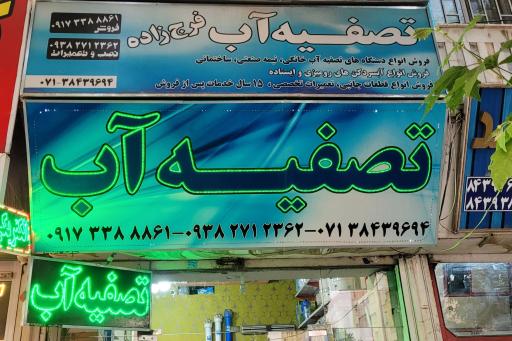 تصفیه آب فرج زاده
۰۹۱۷ ۳۳۸ ۸۸۶۱
فروش
۰۹۳۸ ۲۷۱ ۲۳۶۲
نصب و تعمیرات
۰۷۱-۳۸۴۳۹۶۹۴
فروش انواع دستگاه های تصفیه آب خانگی، نیمه صنعتی، ساختمانی
فروش انواع آبسردکن های رومیزی و ایستاده
فروش انواع قطعات جانبی، تعمیرات تخصصی، ۱۵ سال خدمات پس از فروش
تصفیه آب
۰۹۱۷ ۳۳۸ ۸۸۶۱-۰۹۳۸ ۲۷۱ ۲۳۶۲-۰۷۱ ۳۸۴۳۹۶۹۴
تصفیه آب